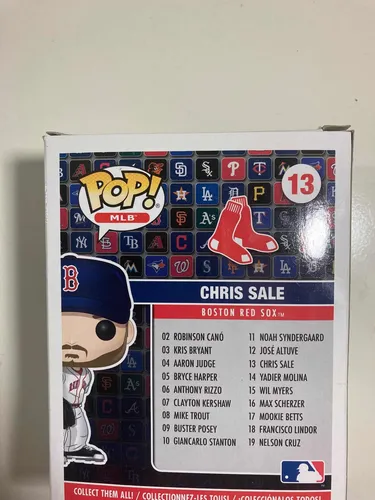 POP!
MLB
13
CHRIS SALE
BOSTON RED SOX™
02 ROBINSON CANÓ
03 KRIS BRYANT
04 AARON JUDGE
05 BRYCE HARPER
06 ANTHONY RIZZO
07 CLAYTON KERSHAW
08 MIKE TROUT
09 BUSTER POSEY
10 GIANCARLO STANTON
11 NOAH SYNDERGAARD
12 JOSÉ ALTUVE
13 CHRIS SALE
14 YADIER MOLINA
15 WIL MYERS
16 MAX SCHERZER
17 MOOKIE BETTS
18 FRANCISCO LINDOR
19 NELSON CRUZ
COLLECT THEM ALL! / COLLECTIONNEZ-LES TOUS! / COLECCIÓNALOS TODOS!